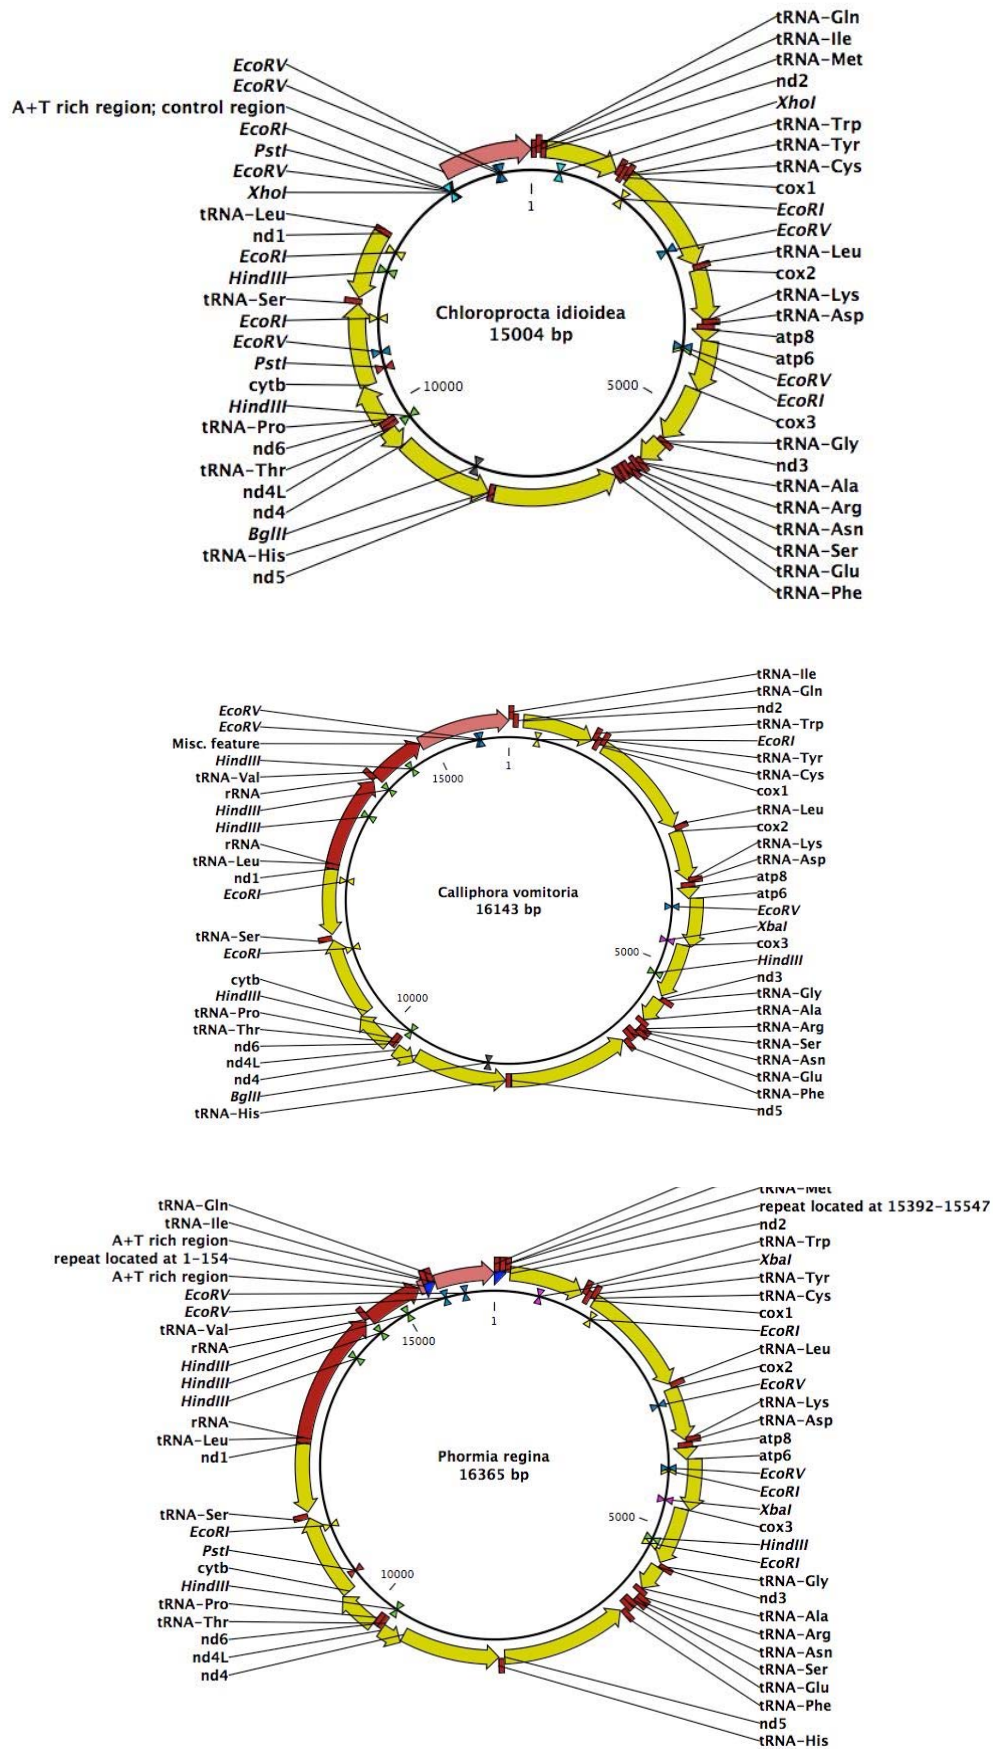 EcoRV
EcoRV
A+T rich region; control region
EcoRI
PstI
EcoRV
XhoI
tRNA-Leu
nd1
EcoRI
HindIII
tRNA-Ser
EcoRI
EcoRV
PstI
cytb
HindIII
tRNA-Pro
nd6
tRNA-Thr
nd4L
nd4
BglII
tRNA-His
nd5
tRNA-Gln
tRNA-Ile
tRNA-Met
nd2
XhoI
tRNA-Trp
tRNA-Tyr
tRNA-Cys
cox1
EcoRI
EcoRV
tRNA-Leu
cox2
tRNA-Lys
tRNA-Asp
atp8
atp6
EcoRV
EcoRI
cox3
tRNA-Gly
nd3
tRNA-Ala
tRNA-Arg
tRNA-Asn
tRNA-Ser
tRNA-Glu
tRNA-Phe
1
Chloroprocta idioidea
15004 bp
5000
10000
EcoRV
EcoRV
Misc. feature
HindIII
tRNA-Val
rRNA
HindIII
HindIII
rRNA
tRNA-Leu
nd1
EcoRI
tRNA-Ser
EcoRI
cytb
HindIII
tRNA-Pro
tRNA-Thr
nd6
nd4L
nd4
BglII
tRNA-His
tRNA-Ile
tRNA-Gln
nd2
tRNA-Trp
EcoRI
tRNA-Tyr
tRNA-Cys
cox1
tRNA-Leu
cox2
tRNA-Lys
tRNA-Asp
atp8
atp6
EcoRV
XbaI
cox3
HindIII
nd3
tRNA-Gly
tRNA-Ala
tRNA-Arg
tRNA-Ser
tRNA-Asn
tRNA-Glu
tRNA-Phe
nd5
1
15000
Calliphora vomitoria
16143 bp
5000
10000
tRNA-Gln
tRNA-Ile
A+T rich region
repeat located at 1-154
A+T rich region
EcoRV
EcoRV
tRNA-Val
rRNA
HindIII
HindIII
HindIII
rRNA
tRNA-Leu
nd1
tRNA-Ser
EcoRI
PstI
cytb
HindIII
tRNA-Pro
tRNA-Thr
nd6
nd4L
nd4
tRNA-Met
repeat located at 15392-15547
nd2
tRNA-Trp
XbaI
tRNA-Tyr
tRNA-Cys
cox1
EcoRI
tRNA-Leu
cox2
EcoRV
tRNA-Lys
tRNA-Asp
atp8
atp6
EcoRV
EcoRI
XbaI
cox3
HindIII
EcoRI
tRNA-Gly
nd3
tRNA-Ala
tRNA-Arg
tRNA-Asn
tRNA-Ser
tRNA-Glu
tRNA-Phe
nd5
tRNA-His
1
15000
Phormia regina
16365 bp
5000
10000